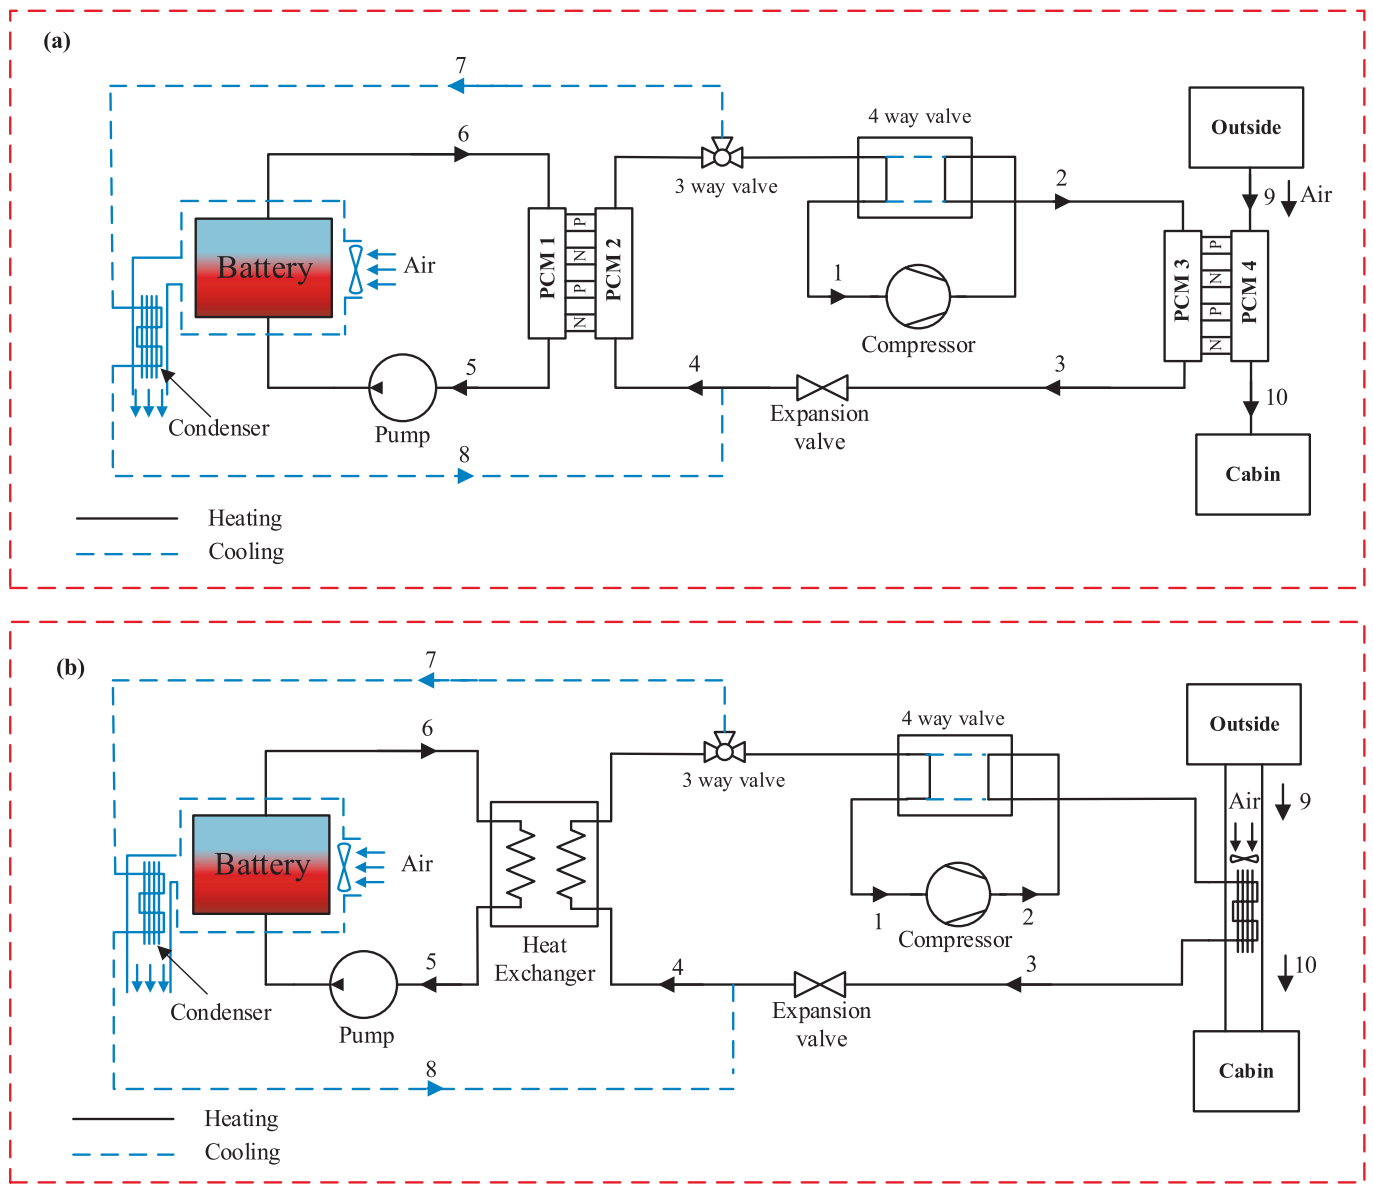 (a)
7
6
4 way valve
3 way valve
Outside
2
9
Air
Battery
Air
PCM 1
P
N
P
N
PCM 2
1
Compressor
PCM 3
P
N
P
N
PCM 4
5
4
3
10
Condenser
Pump
Expansion
valve
8
Cabin
Heating
Cooling
(b)
7
6
4 way valve
3 way valve
Outside
Air
9
Battery
Air
1
2
Compressor
Heat
Exchanger
5
4
3
10
Condenser
Pump
Expansion
valve
8
Cabin
Heating
Cooling